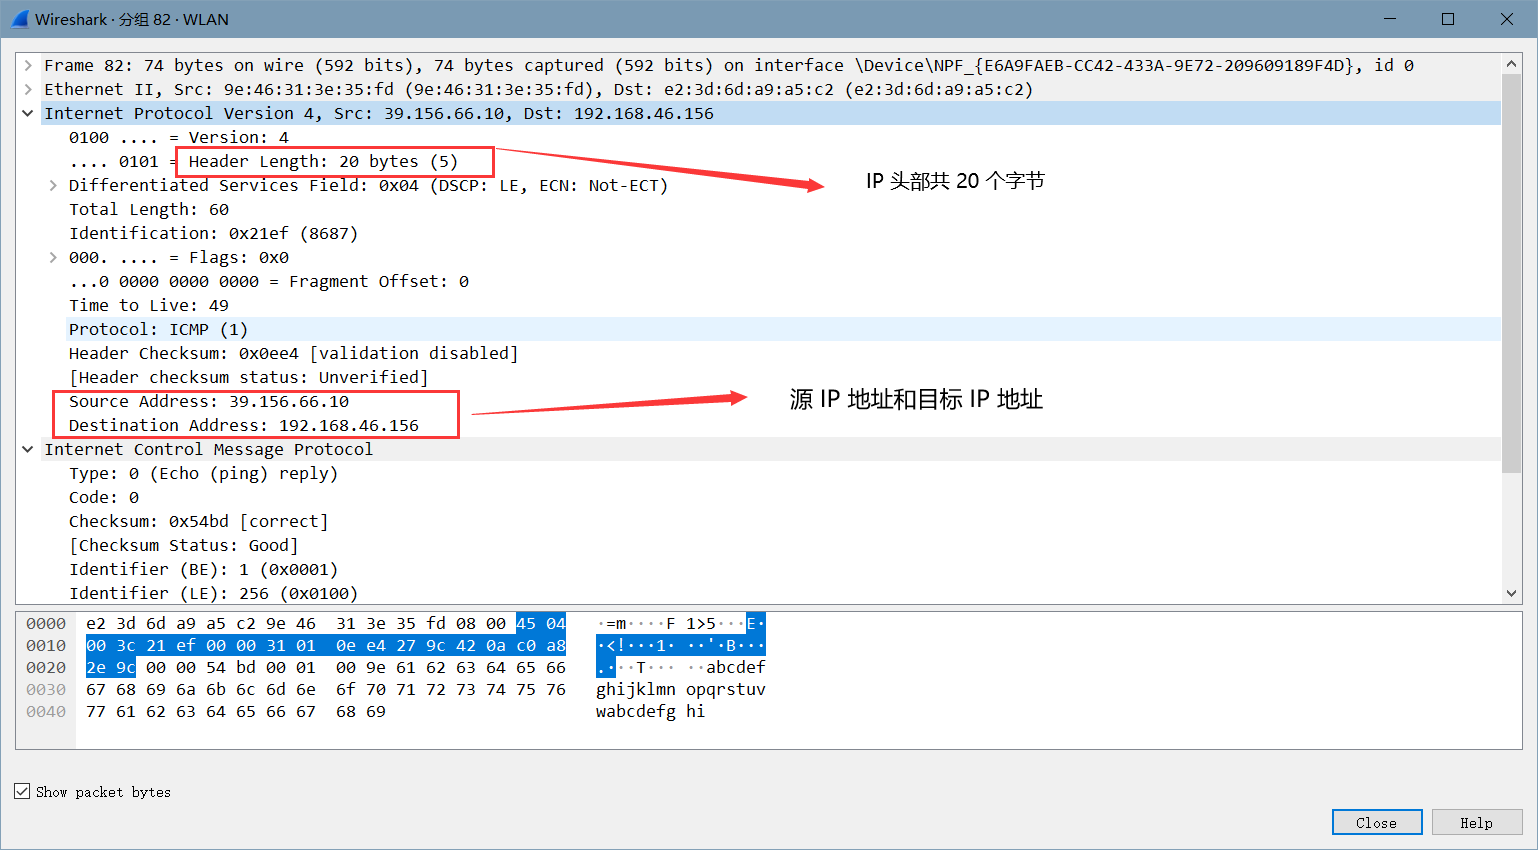 Wireshark · 分组 82 · WLAN
Frame 82: 74 bytes on wire (592 bits), 74 bytes captured (592 bits) on interface \Device\NPF_{E6A9FAEB-CC42-433A-9E72-209609189F4D}, id 0
Ethernet II, Src: 9e:46:31:3e:35:fd (9e:46:31:3e:35:fd), Dst: e2:3d:6d:a9:a5:c2 (e2:3d:6d:a9:a5:c2)
Internet Protocol Version 4, Src: 39.156.66.10, Dst: 192.168.46.156
0100 .... = Version: 4
.... 0101 = Header Length: 20 bytes (5)
IP 头部共 20 个字节
Differentiated Services Field: 0x04 (DSCP: LE, ECN: Not-ECT)
Total Length: 60
Identification: 0x21ef (8687)
000. .... = Flags: 0x0
...0 0000 0000 0000 = Fragment Offset: 0
Time to Live: 49
Protocol: ICMP (1)
Header Checksum: 0x0ee4 [validation disabled]
[Header checksum status: Unverified]
Source Address: 39.156.66.10
源 IP 地址和目标 IP 地址
Destination Address: 192.168.46.156
Internet Control Message Protocol
Type: 0 (Echo (ping) reply)
Code: 0
Checksum: 0x54bd [correct]
[Checksum Status: Good]
Identifier (BE): 1 (0x0001)
Identifier (LE): 256 (0x0100)
0000 e2 3d 6d a9 a5 c2 9e 46 31 3e 35 fd 08 00 45 04 ·=m····F 1>5···E·
0010 00 3c 21 ef 00 00 31 01 0e e4 27 9c 42 0a c0 a8 ·<!···1· ··'·B···
0020 2e 9c 00 00 54 bd 00 01 00 9e 61 62 63 64 65 66 .···T··· ··abcdef
0030 67 68 69 6a 6b 6c 6d 6e 6f 70 71 72 73 74 75 76 ghijklmn opqrstuv
0040 77 61 62 63 64 65 66 67 68 69 wabcdefg hi
Show packet bytes
Close Help